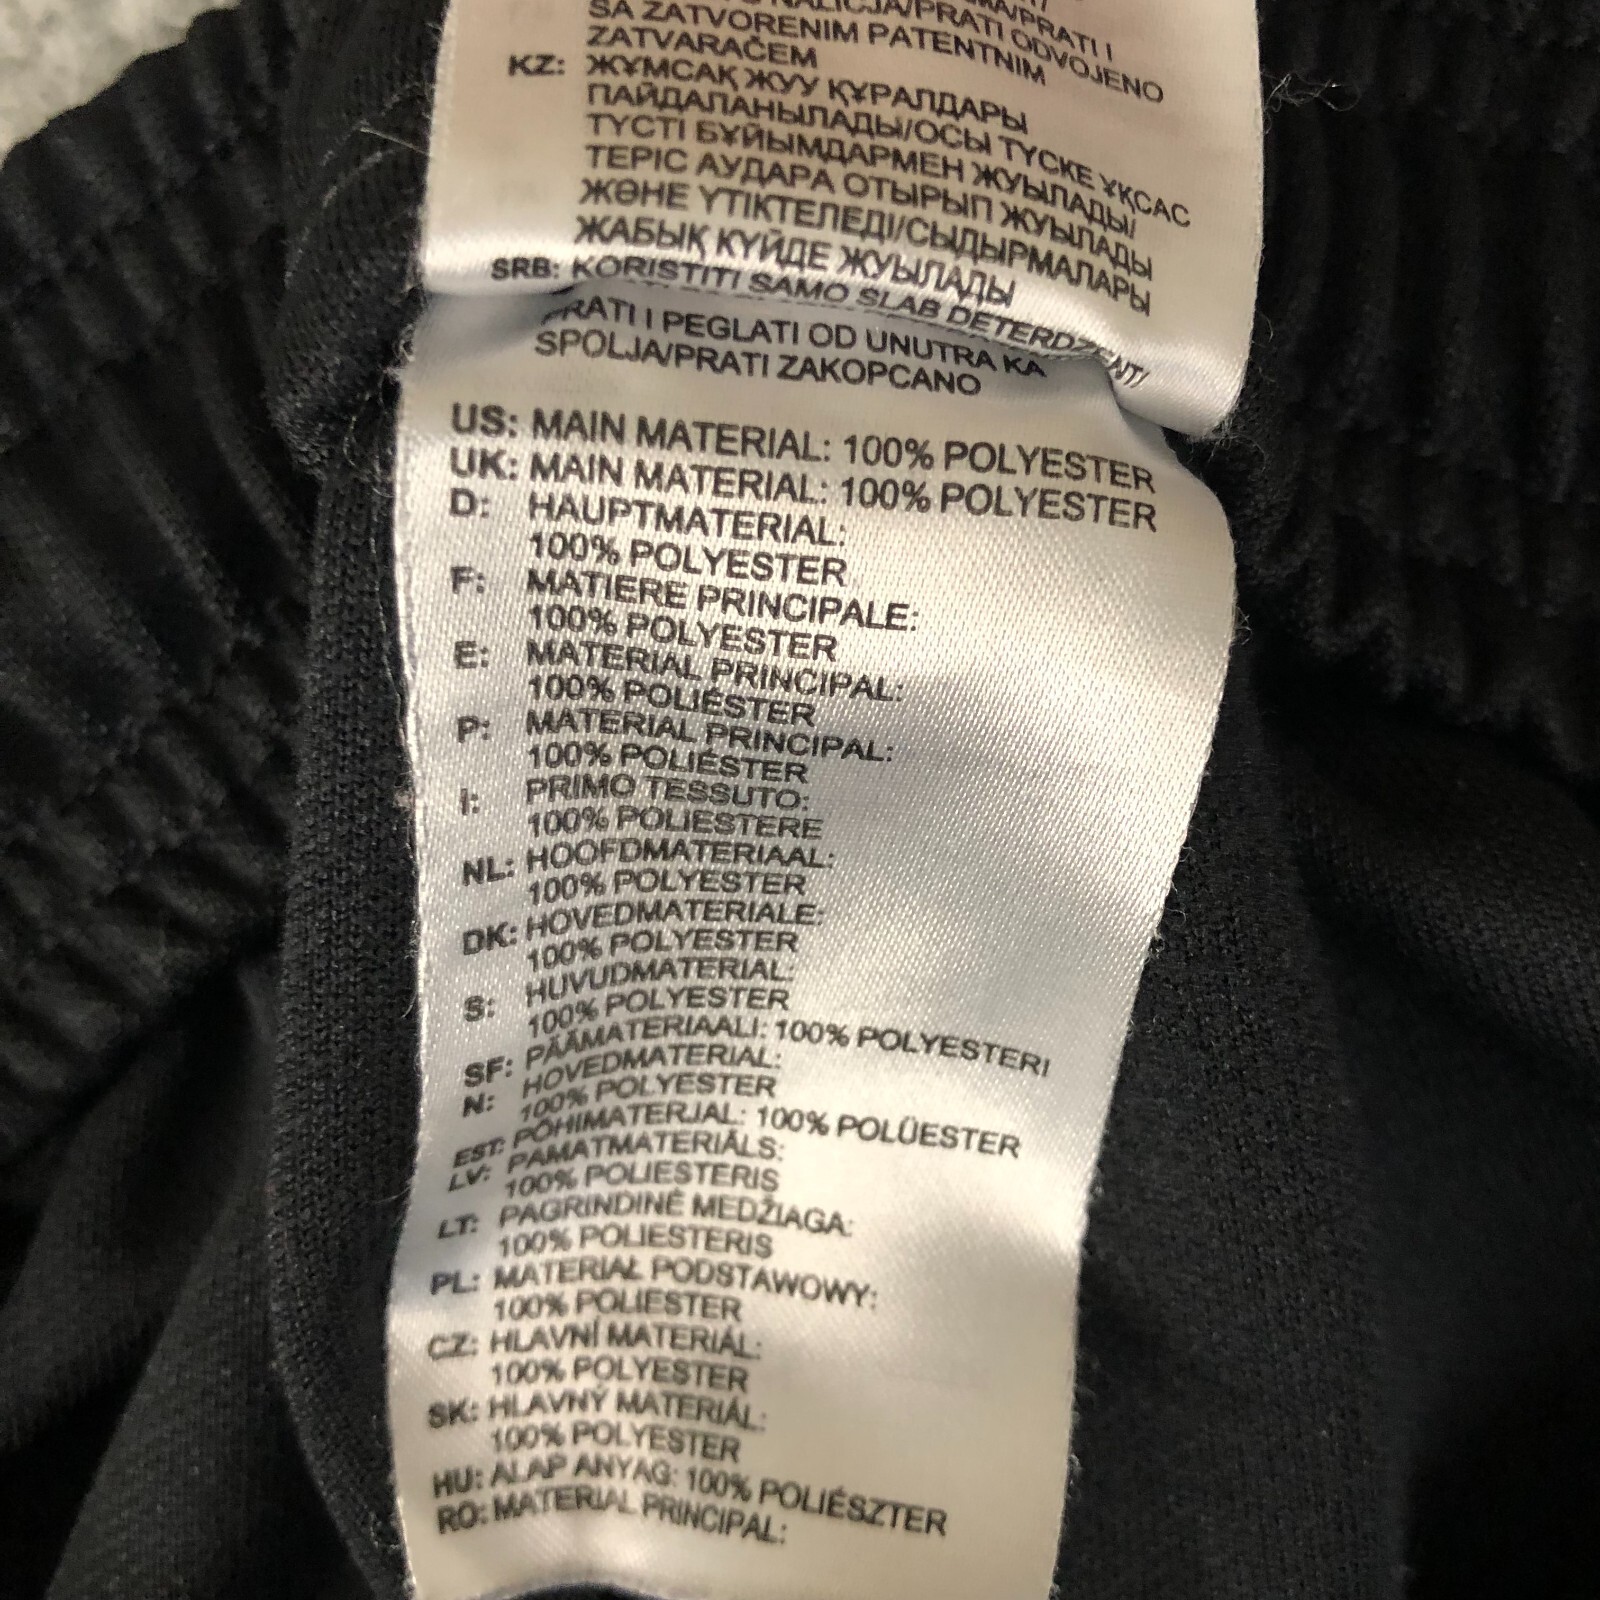 NALICJA/PRATI ODVOJENO
SA ZATVORENIM PATENTNIM
ZATVARAČEM
KZ: ЖҰМСАҚ ЖУУ ҚҰРАЛДАРЫ
ПАЙДАЛАНЫЛАДЫ/ОСЫ ТҮСКЕ ҰҚСАС
ТҮСТІ БҰЙЫМДАРМЕН ЖУЫЛАДЫ/
ТЕРІС АУДАРА ОТЫРЫП ЖУЫЛАДЫ
ЖӘНЕ ҮТІКТЕЛЕДІ/СЫДЫРМАЛАРЫ
ЖАБЫҚ КҮЙДЕ ЖУЫЛАДЫ
SRB: KORISTITI SAMO SLAB DETERDZENT/
PRATI I PEGLATI OD UNUTRA KA
SPOLJA/PRATI ZAKOPCANO
US: MAIN MATERIAL: 100% POLYESTER
UK: MAIN MATERIAL: 100% POLYESTER
D: HAUPTMATERIAL:
100% POLYESTER
F: MATIERE PRINCIPALE:
100% POLYESTER
E: MATERIAL PRINCIPAL:
100% POLIÉSTER
P: MATERIAL PRINCIPAL:
100% POLIÉSTER
I: PRIMO TESSUTO:
100% POLIESTERE
NL: HOOFDMATERIAAL:
100% POLYESTER
DK: HOVEDMATERIALE:
100% POLYESTER
S: HUVUDMATERIAL:
100% POLYESTER
SF: PÄÄMATERIAALI: 100% POLYESTERI
N: HOVEDMATERIAL:
100% POLYESTER
EST: PÕHIMATERJAL: 100% POLÜESTER
LV: PAMATMATERIĀLS:
100% POLIESTERIS
LT: PAGRINDINĖ MEDŽIAGA:
100% POLIESTERIS
PL: MATERIAŁ PODSTAWOWY:
100% POLIESTER
CZ: HLAVNÍ MATERIÁL:
100% POLYESTER
SK: HLAVNÝ MATERIÁL:
100% POLYESTER
HU: ALAP ANYAG: 100% POLIÉSZTER
RO: MATERIAL PRINCIPAL: